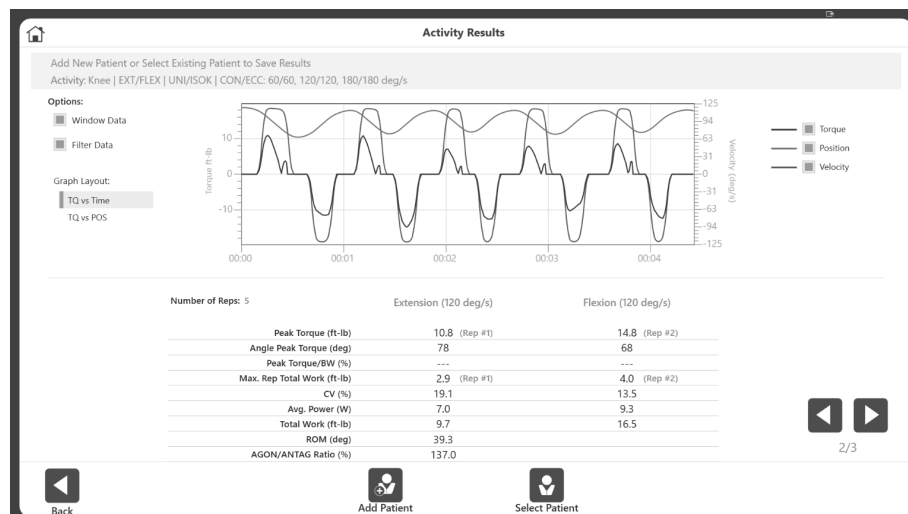 Activity Results
Add New Patient or Select Existing Patient to Save Results
Activity: Knee | EXT/FLEX | UNI/ISOK | CON/ECC: 60/60, 120/120, 180/180 deg/s
Options:
Window Data
Filter Data
Graph Layout:
TQ vs Time
TQ vs POS
Torque ft-lb
10
0
-10
125
94
63
31
0
-31
-63
-94
-125
Velocity (deg/s)
00:00 00:01 00:02 00:03 00:04
Torque
Position
Velocity
Number of Reps: 5 Extension (120 deg/s) Flexion (120 deg/s)
Peak Torque (ft-lb) 10.8 (Rep #1) 14.8 (Rep #2)
Angle Peak Torque (deg) 78 68
Peak Torque/BW (%) --- ---
Max. Rep Total Work (ft-lb) 2.9 (Rep #1) 4.0 (Rep #2)
CV (%) 19.1 13.5
Avg. Power (W) 7.0 9.3
Total Work (ft-lb) 9.7 16.5
ROM (deg) 39.3
AGON/ANTAG Ratio (%) 137.0
2/3
Back
Add Patient
Select Patient